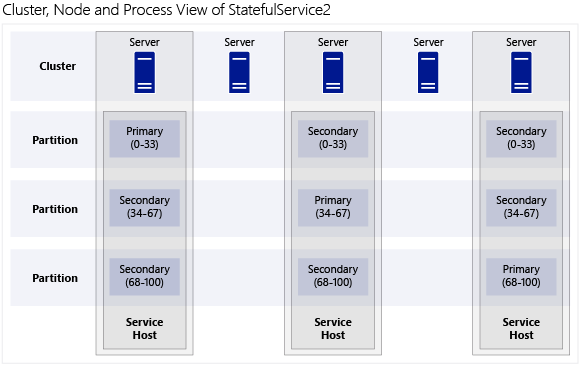 Cluster, Node and Process View of StatefulService2
Server Server Server Server Server
Cluster
Partition
Primary
(0-33)
Secondary
(0-33)
Secondary
(0-33)
Partition
Secondary
(34-67)
Primary
(34-67)
Secondary
(34-67)
Partition
Secondary
(68-100)
Secondary
(68-100)
Primary
(68-100)
Service
Host
Service
Host
Service
Host